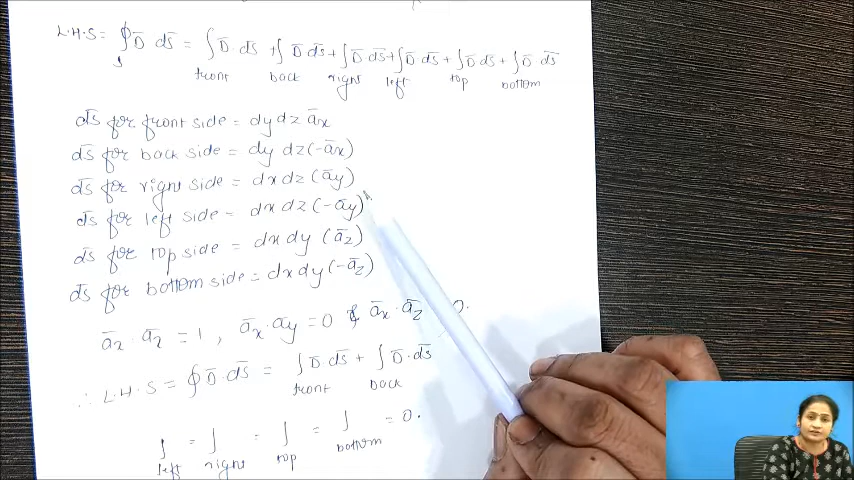 L.H.S = ∮ D̄ ds̄ = ∫ D̄. ds̄ + ∫ D̄ ds̄ + ∫ D̄ ds̄ + ∫ D̄. ds̄ + ∫ D̄ ds̄ + ∫ D̄. ds̄
s front back right left top bottom
ds̄ for front side = dy dz āx
ds̄ for back side = dy dz (-āx)
ds̄ for right side = dx dz (āy)
ds̄ for left side = dx dz (-āy)
ds̄ for top side = dx dy (āz)
ds̄ for bottom side = dx dy (-āz)
āx . āx = 1 , āx . āy = 0 & āx . āz 0.
∴ L.H.S = ∮ D̄. ds̄ = ∫ D̄. ds̄ + ∫ D̄. ds̄
front back
∫ = ∫ = ∫ = ∫ = 0.
left right top bottom